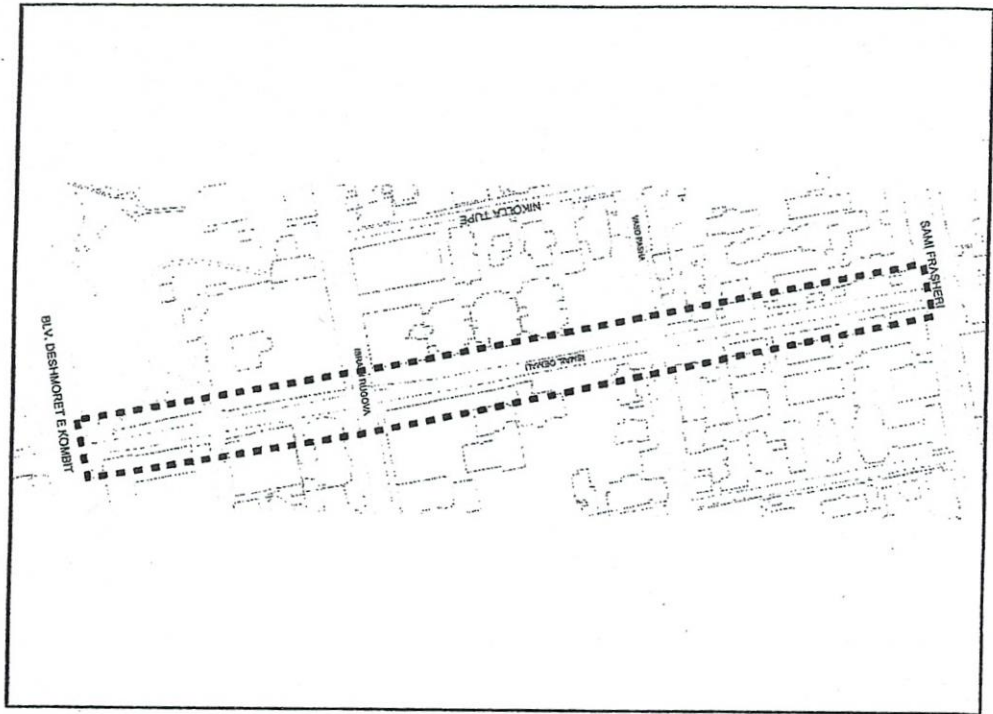 NIKOLLA TUPE
VASO PASHA
SAMI FRASHERI
BLV. DESHMORET E KOMBIT
IBRAHIM RUGOVA
ISMAIL QEMALI